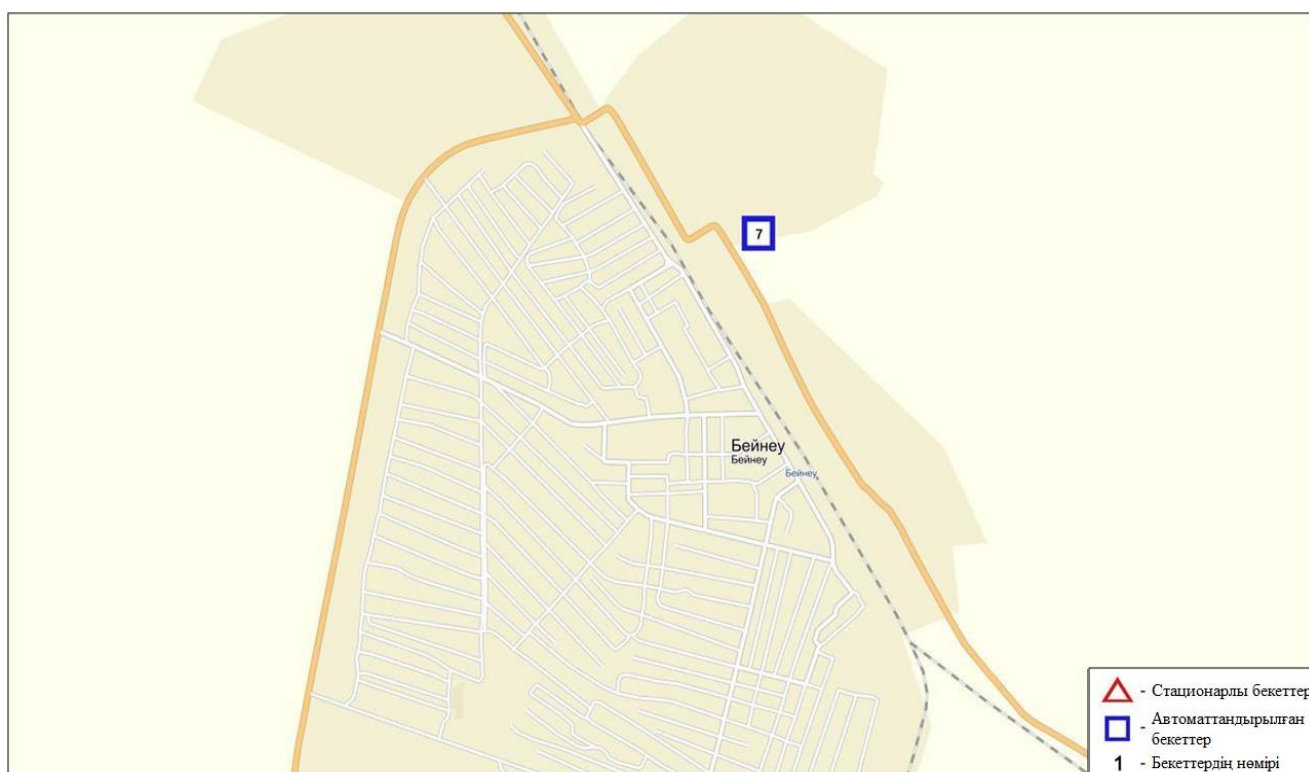 7
Бейнеу
Бейнеу
Бейнеу
- Стационарлы бекеттер
- Автоматтандырылған
бекеттер
1 - Бекеттердің нөмірі